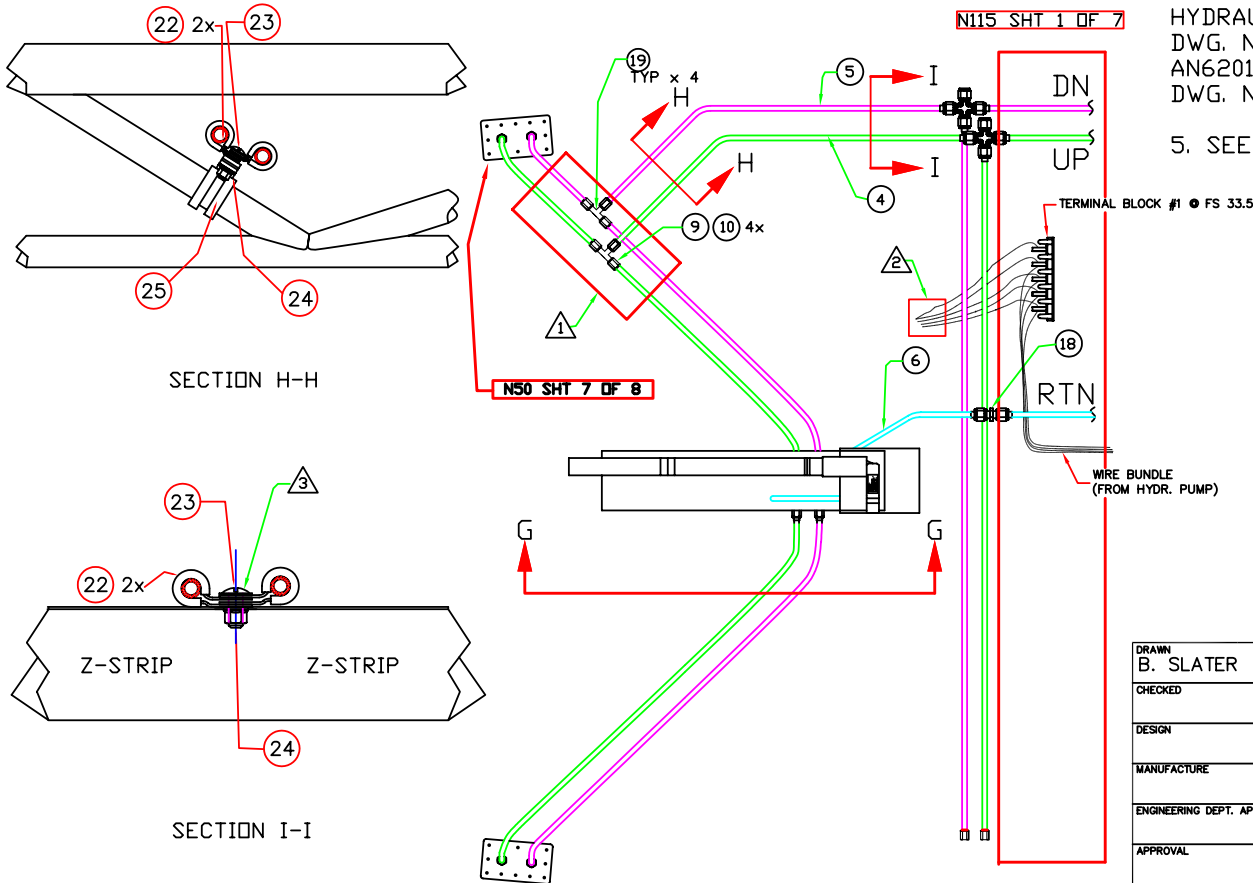 22 2x 23
25 24
SECTION H-H
23 3
22 2x
Z-STRIP Z-STRIP
24
SECTION I-I
19
TYP x 4
H
H
5
I
I
4
9 10 4x
1
N50 SHT 7 OF 8
6
G G
N115 SHT 1 OF 7
DN
UP
TERMINAL BLOCK #1 @ FS 33.5
2
18
RTN
WIRE BUNDLE
(FROM HYDR. PUMP)
HYDRAU
DWG. N
AN6201
DWG. N
5. SEE
DRAWN
B. SLATER
CHECKED
DESIGN
MANUFACTURE
ENGINEERING DEPT. AP
APPROVAL